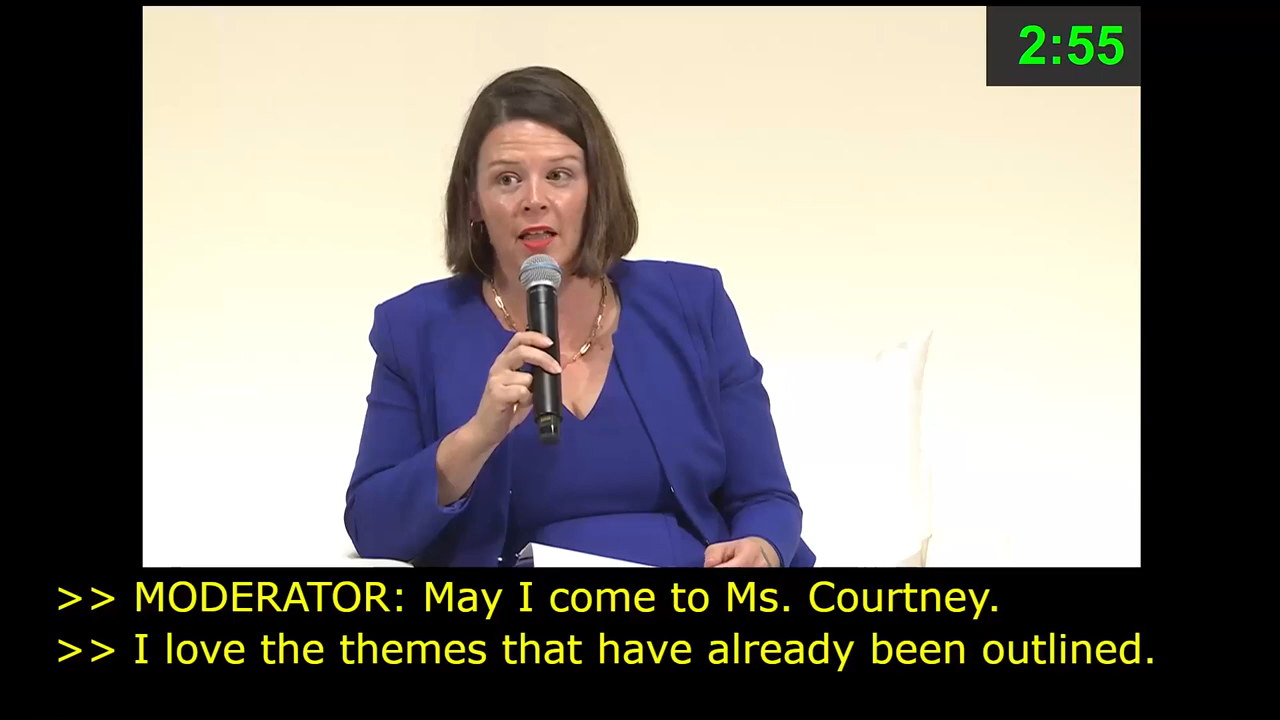 2:55
>> MODERATOR: May I come to Ms. Courtney.
>> I love the themes that have already been outlined.